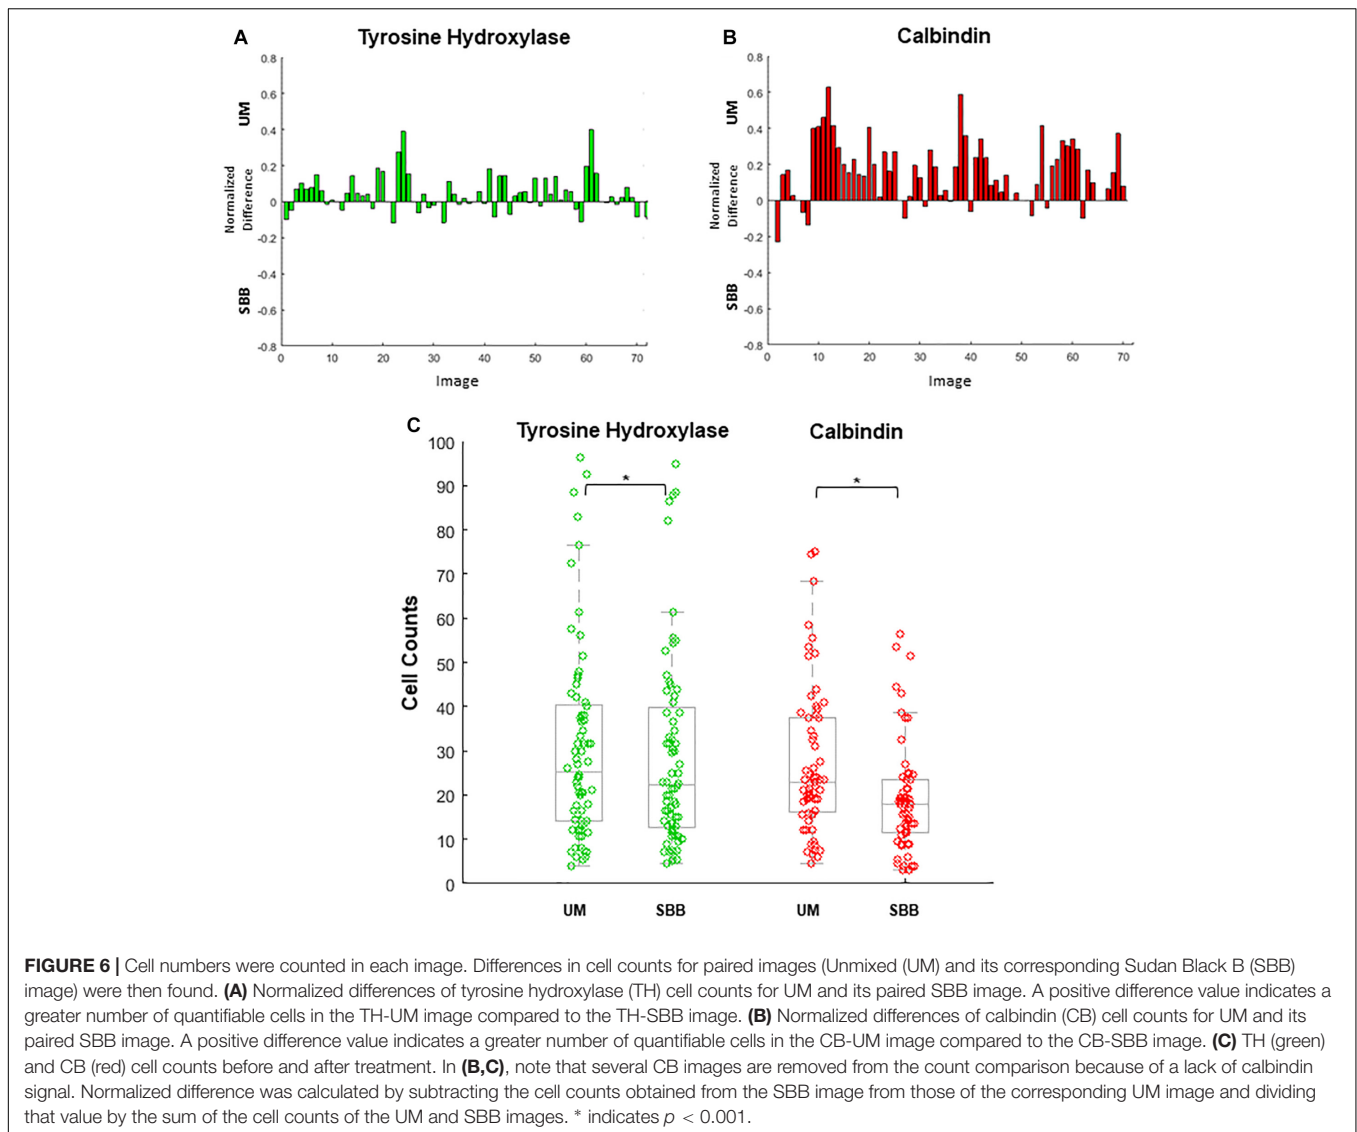 A
Tyrosine Hydroxylase
0.8
0.6
0.4
0.2
0
-0.2
-0.4
-0.6
-0.8
UM
Normalized
Difference
SBB
0 10 20 30 40 50 60 70
Image
B
Calbindin
0.8
0.6
0.4
0.2
0
-0.2
-0.4
-0.6
-0.8
UM
Normalized
Difference
SBB
0 10 20 30 40 50 60 70
Image
C
Tyrosine Hydroxylase Calbindin
100
90
80
70
60
50
40
30
20
10
0
Cell Counts
* *
UM SBB UM SBB
FIGURE 6 | Cell numbers were counted in each image. Differences in cell counts for paired images (Unmixed (UM) and its corresponding Sudan Black B (SBB)
image) were then found. (A) Normalized differences of tyrosine hydroxylase (TH) cell counts for UM and its paired SBB image. A positive difference value indicates a
greater number of quantifiable cells in the TH-UM image compared to the TH-SBB image. (B) Normalized differences of calbindin (CB) cell counts for UM and its
paired SBB image. A positive difference value indicates a greater number of quantifiable cells in the CB-UM image compared to the CB-SBB image. (C) TH (green)
and CB (red) cell counts before and after treatment. In (B,C), note that several CB images are removed from the count comparison because of a lack of calbindin
signal. Normalized difference was calculated by subtracting the cell counts obtained from the SBB image from those of the corresponding UM image and dividing
that value by the sum of the cell counts of the UM and SBB images. * indicates p < 0.001.